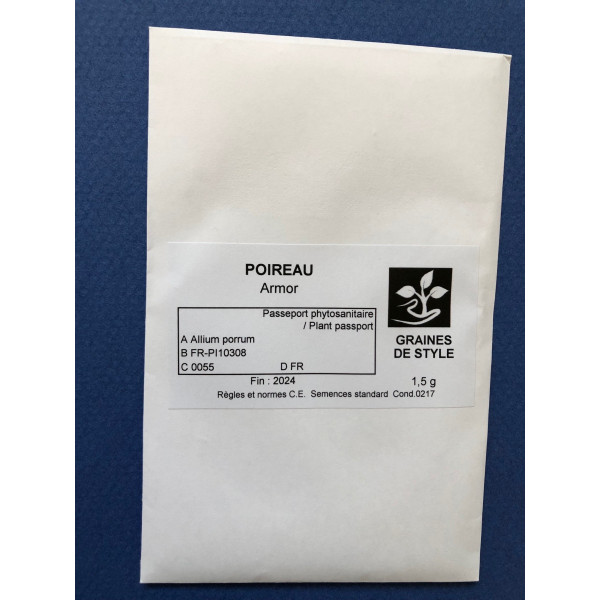 POIREAU
Armor
Passeport phytosanitaire
/ Plant passport
A Allium porrum
B FR-PI10308
C 0055 D FR
GRAINES
DE STYLE
Fin : 2024
1,5 g
Règles et normes C.E. Semences standard Cond.0217